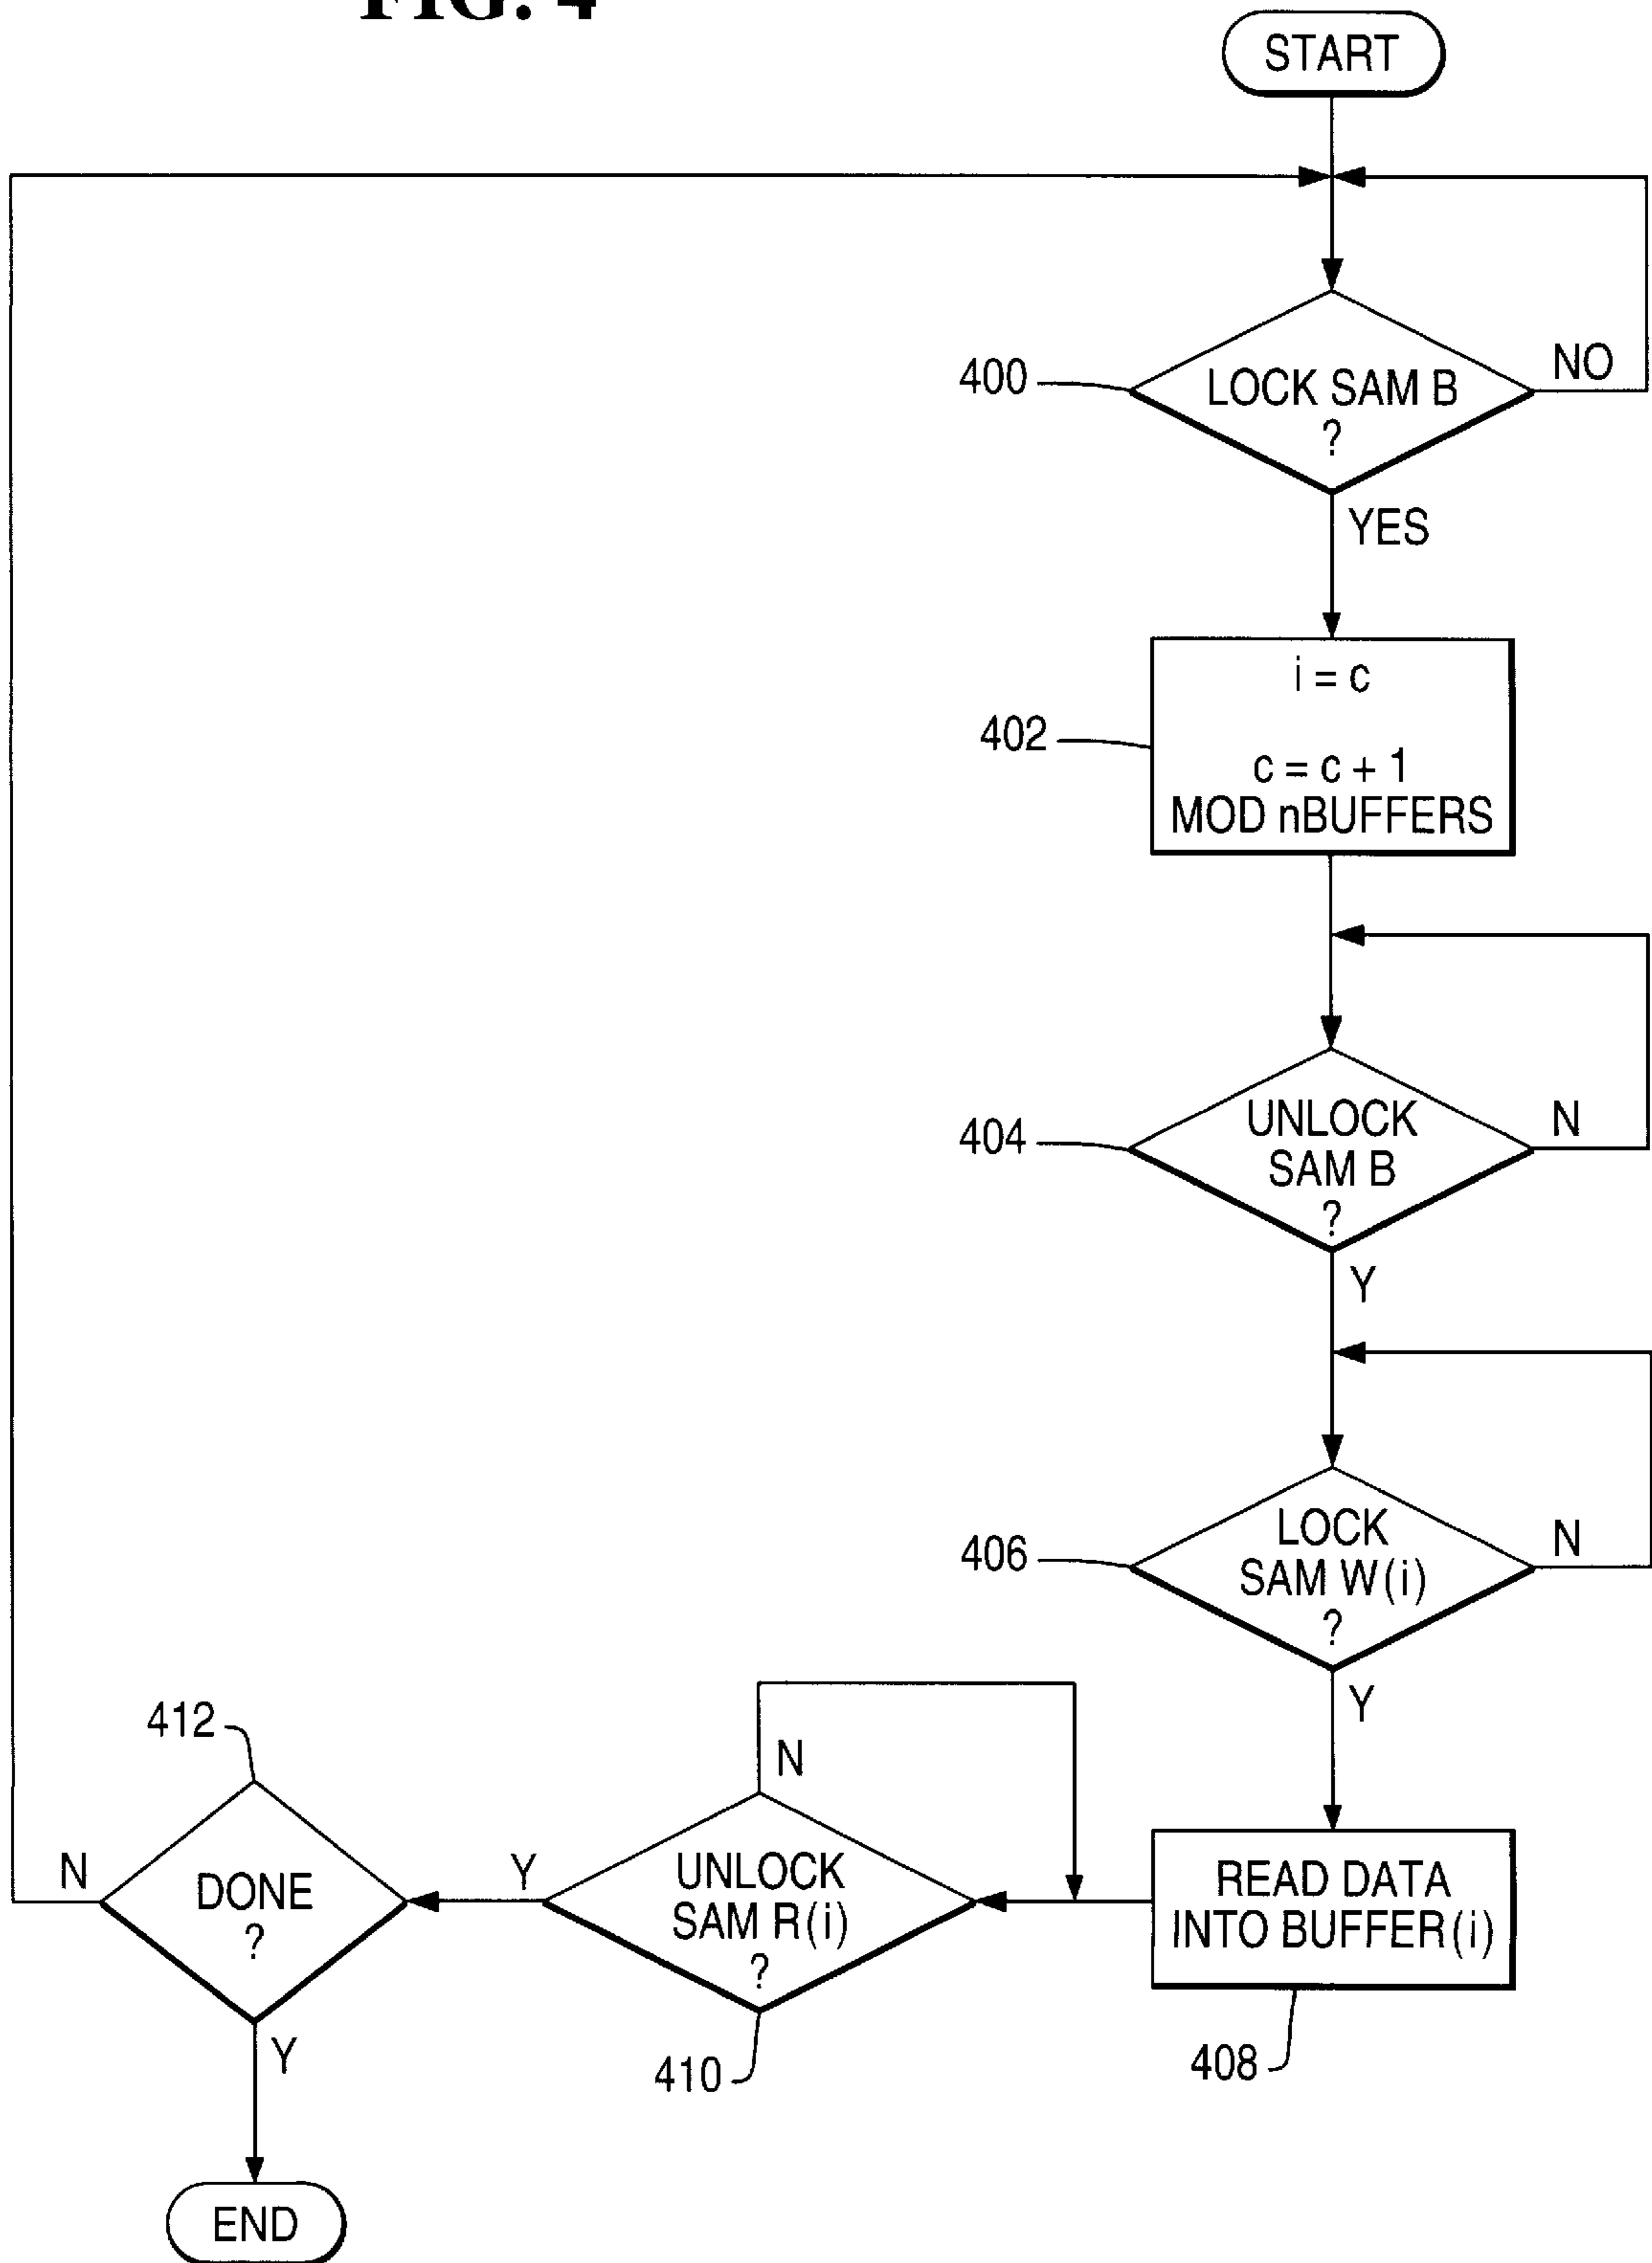 FIG. 4
START
400
LOCK SAM B
?
NO
YES
402
i = c
c = c + 1
MOD nBUFFERS
404
UNLOCK
SAM B
?
N
Y
406
LOCK
SAM W(i)
?
N
Y
408
READ DATA
INTO BUFFER(i)
410
UNLOCK
SAM R(i)
?
N
Y
412
DONE
?
N
Y
END